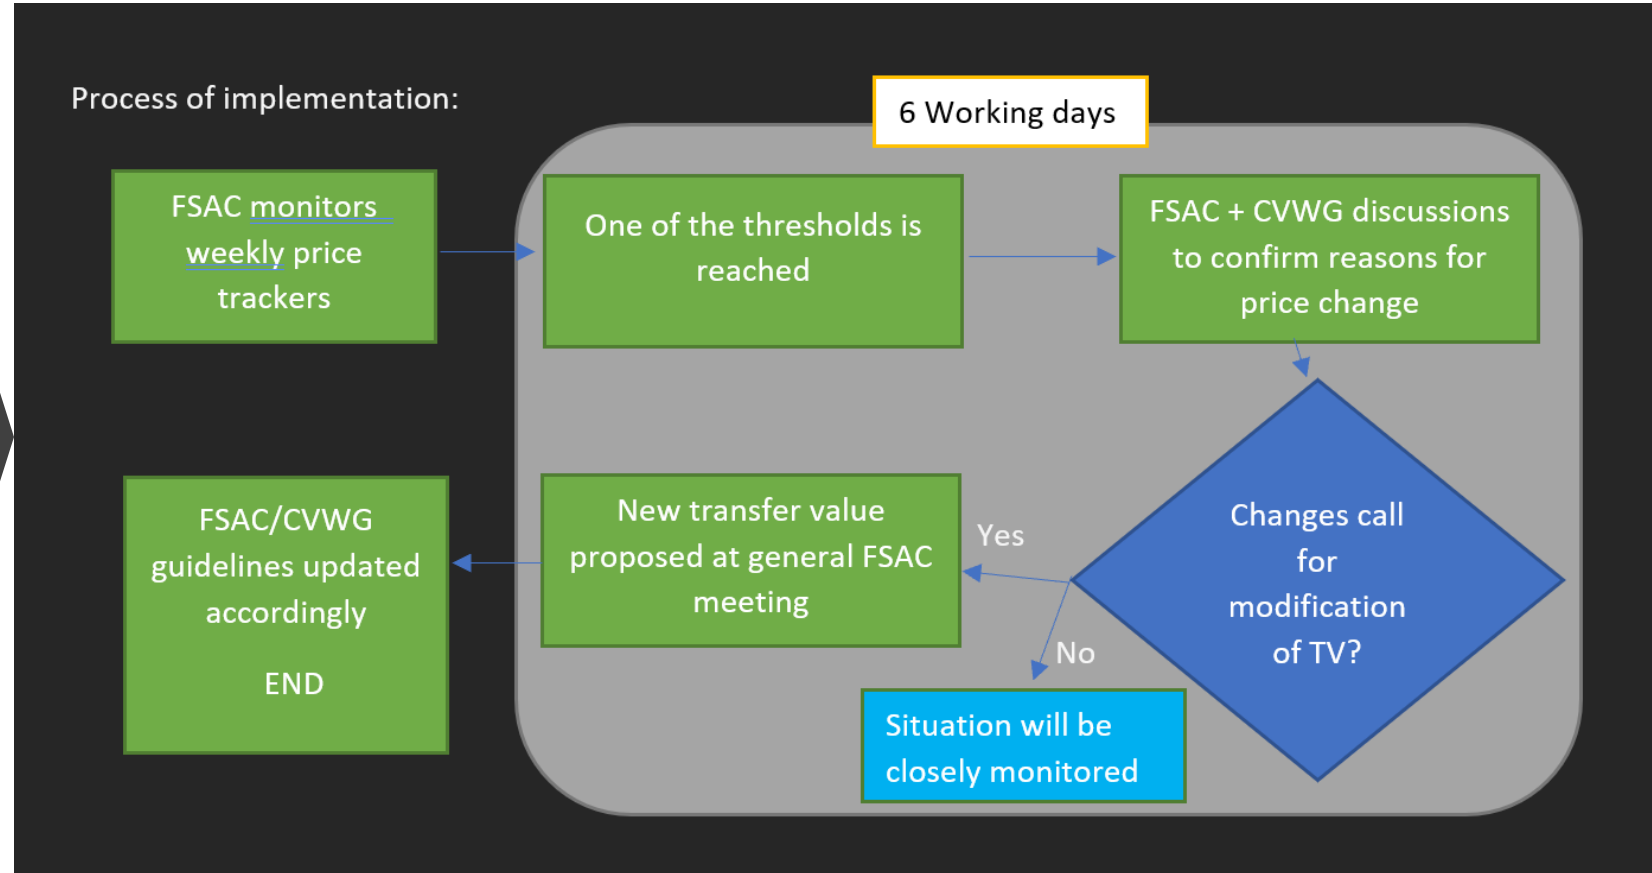 Process of implementation:
6 Working days
FSAC monitors
weekly price
trackers
One of the thresholds is
reached
FSAC + CVWG discussions
to confirm reasons for
price change
Changes call
for
modification
of TV?
Yes
New transfer value
proposed at general FSAC
meeting
No
Situation will be
closely monitored
FSAC/CVWG
guidelines updated
accordingly
END